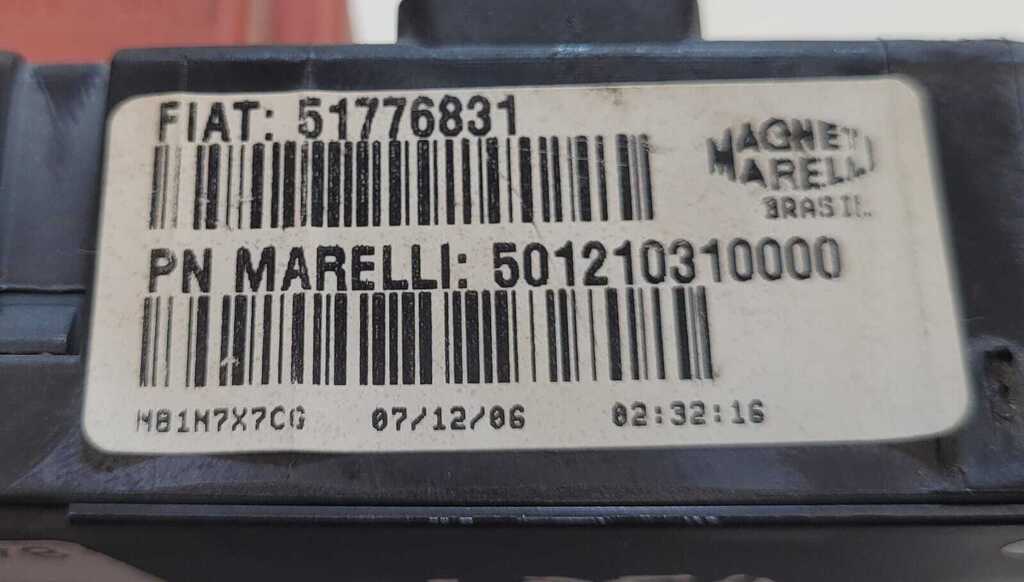 FIAT: 51776831
MAGNETI
MARELLI
BRASIL
PN MARELLI: 501210310000
M81M7X7CG 07/12/06 02:32:16